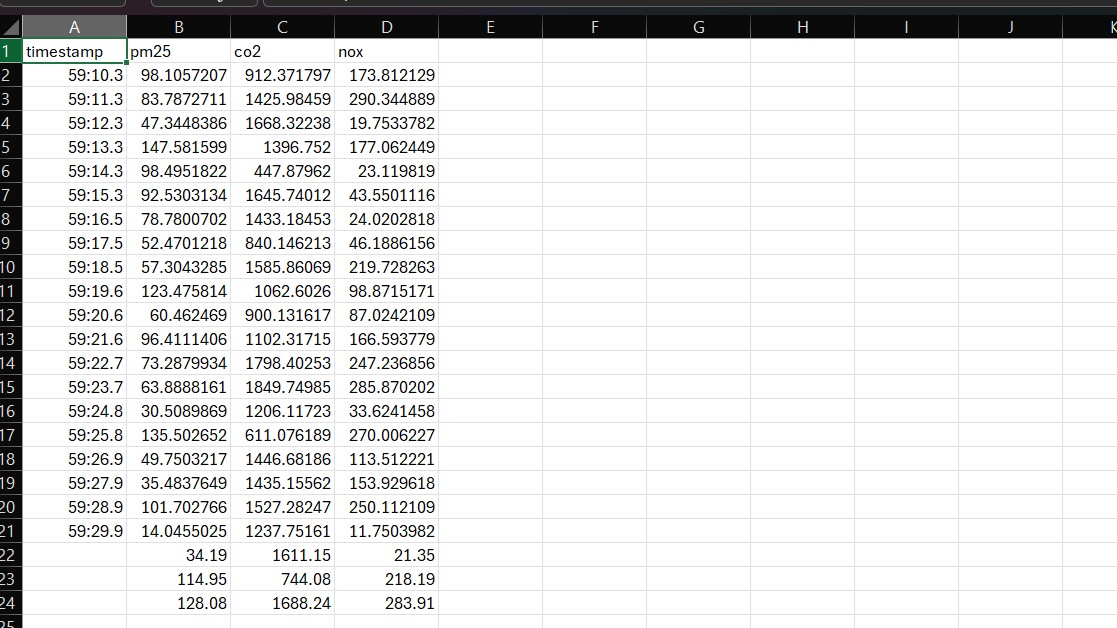 A B C D E F G H I J K
1 timestamp pm25 co2 nox
2 59:10.3 98.1057207 912.371797 173.812129
3 59:11.3 83.7872711 1425.98459 290.344889
4 59:12.3 47.3448386 1668.32238 19.7533782
5 59:13.3 147.581599 1396.752 177.062449
6 59:14.3 98.4951822 447.87962 23.119819
7 59:15.3 92.5303134 1645.74012 43.5501116
8 59:16.5 78.7800702 1433.18453 24.0202818
9 59:17.5 52.4701218 840.146213 46.1886156
10 59:18.5 57.3043285 1585.86069 219.728263
11 59:19.6 123.475814 1062.6026 98.8715171
12 59:20.6 60.462469 900.131617 87.0242109
13 59:21.6 96.4111406 1102.31715 166.593779
14 59:22.7 73.2879934 1798.40253 247.236856
15 59:23.7 63.8888161 1849.74985 285.870202
16 59:24.8 30.5089869 1206.11723 33.6241458
17 59:25.8 135.502652 611.076189 270.006227
18 59:26.9 49.7503217 1446.68186 113.512221
19 59:27.9 35.4837649 1435.15562 153.929618
20 59:28.9 101.702766 1527.28247 250.112109
21 59:29.9 14.0455025 1237.75161 11.7503982
22 34.19 1611.15 21.35
23 114.95 744.08 218.19
24 128.08 1688.24 283.91
25